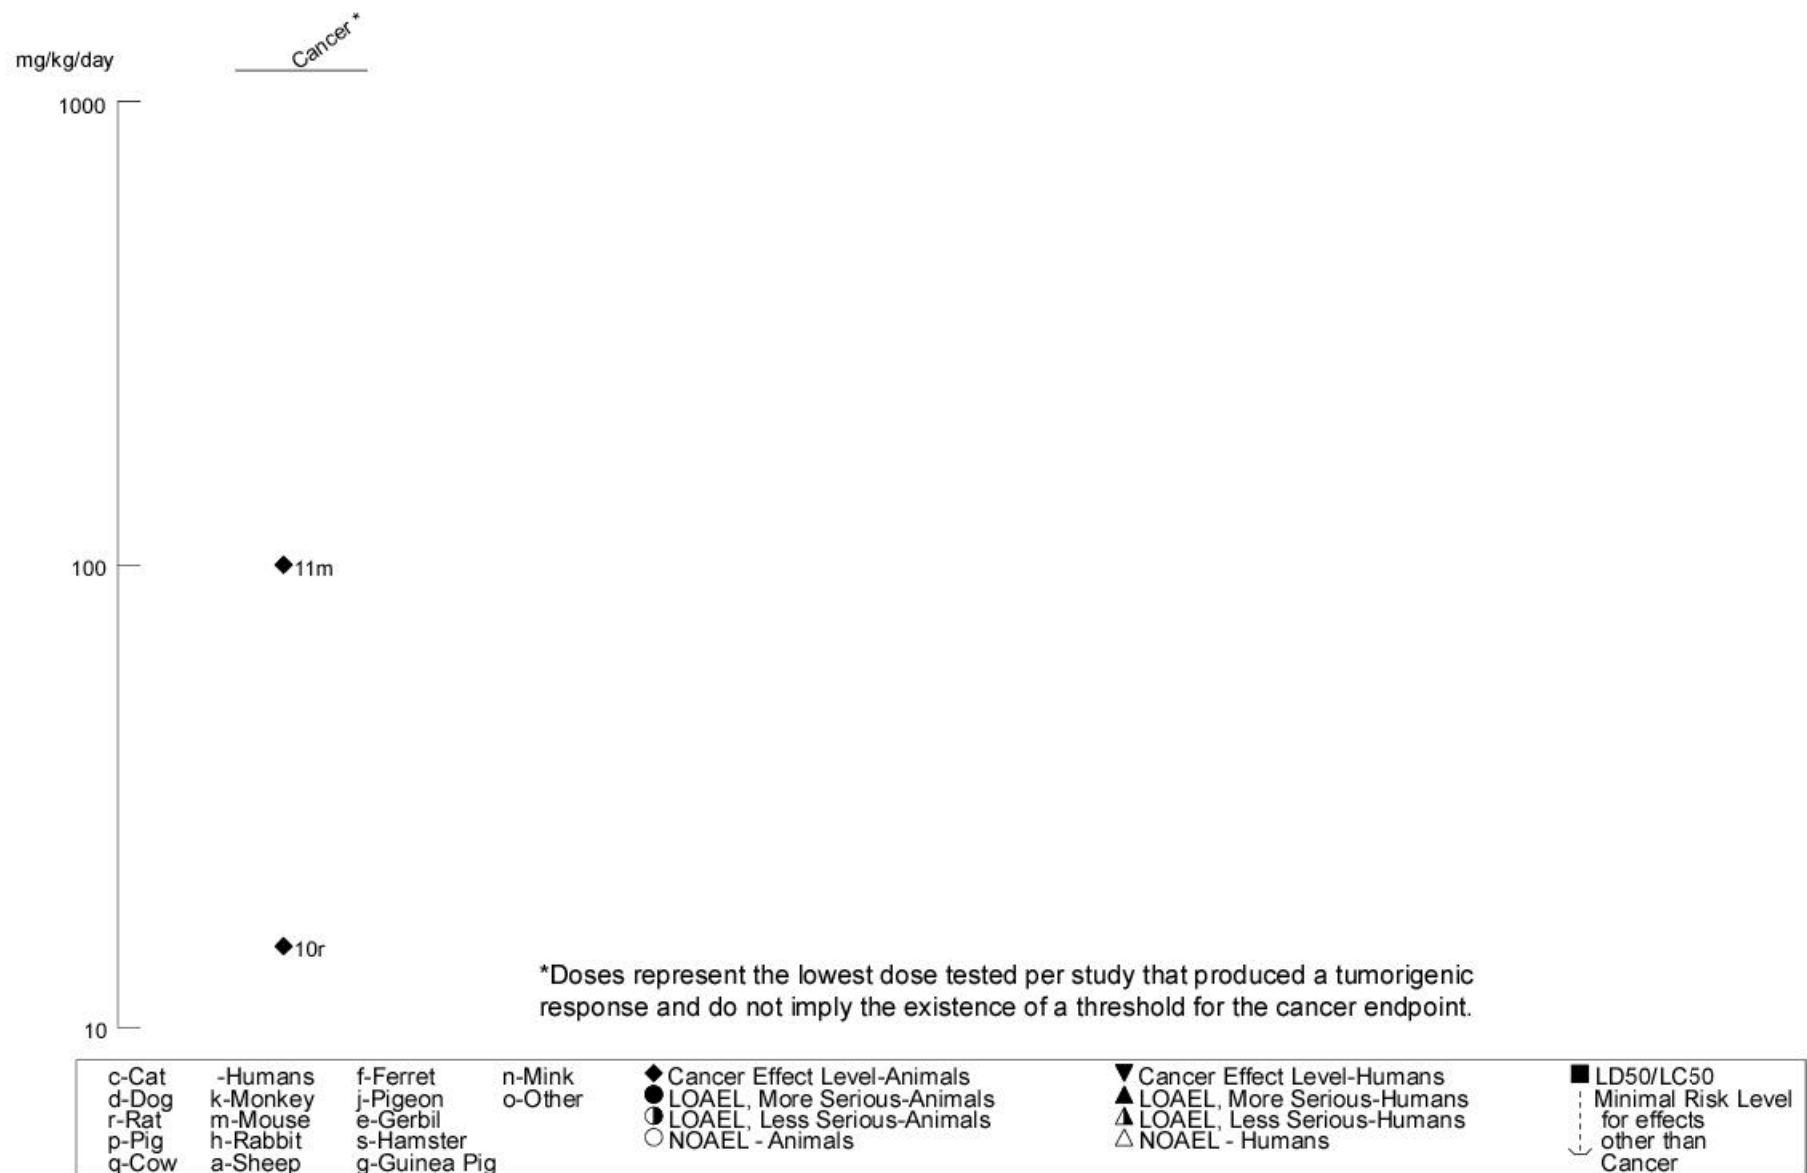 Cancer *
mg/kg/day
1000
100
11m
10r
*Doses represent the lowest dose tested per study that produced a tumorigenic
response and do not imply the existence of a threshold for the cancer endpoint.
10
c-Cat -Humans f-Ferret n-Mink ◆ Cancer Effect Level-Animals ▼ Cancer Effect Level-Humans ■ LD50/LC50
d-Dog k-Monkey j-Pigeon o-Other ● LOAEL, More Serious-Animals ▲ LOAEL, More Serious-Humans Minimal Risk Level
r-Rat m-Mouse e-Gerbil ◑ LOAEL, Less Serious-Animals ◮ LOAEL, Less Serious-Humans for effects
p-Pig h-Rabbit s-Hamster ○ NOAEL - Animals △ NOAEL - Humans other than
q-Cow a-Sheep g-Guinea Pig Cancer